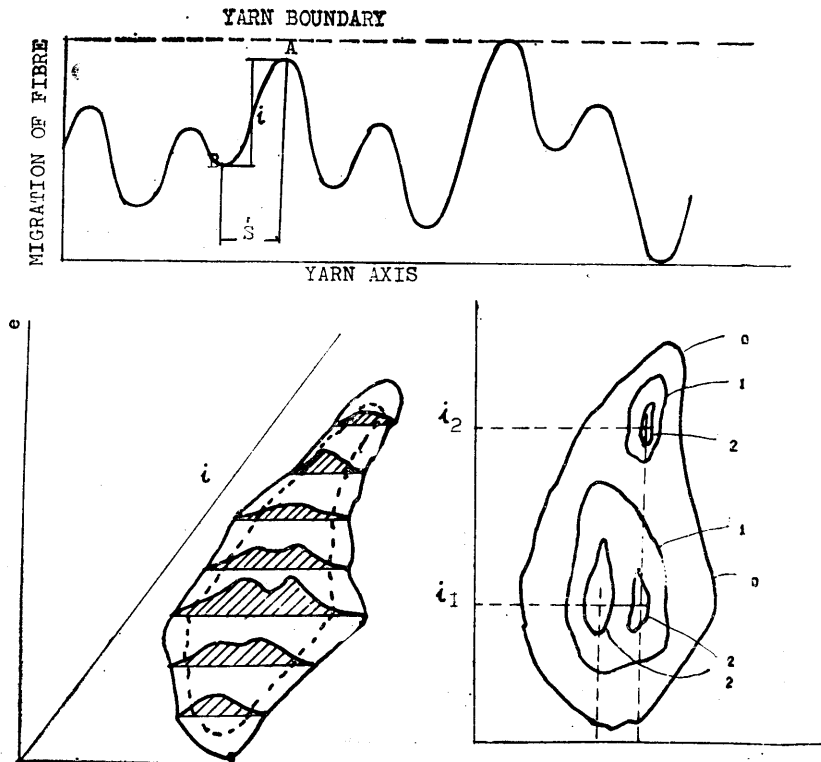 YARN BOUNDARY
MIGRATION OF FIBRE
A
i
B
S
YARN AXIS
e
i
0
1
i2
2
1
i1
0
2
2